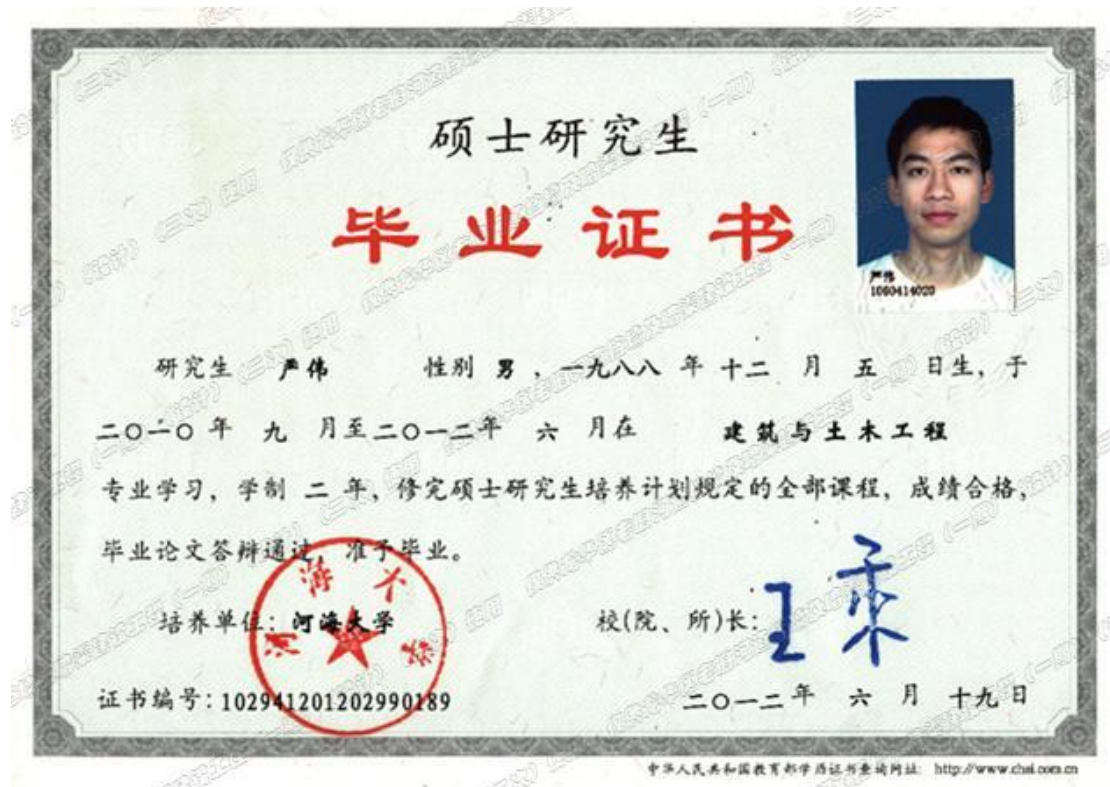 硕士研究生
毕业证书
严伟
1060414020
研究生 严伟 性别 男 ，一九八八 年 十二 月 五 日生，于
二〇一〇 年 九 月至二〇一二年 六 月在 建筑与土木工程
专业学习，学制 二 年，修完硕士研究生培养计划规定的全部课程，成绩合格，
毕业论文答辩通过，准予毕业。
河海大学
培养单位：河海大学 校(院、所)长：王乘
证书编号：102941201202990189 二〇一二年 六 月 十九日
中华人民共和国教育部学历证书查询网址： http://www.chsi.com.cn